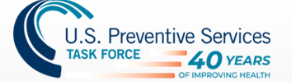 U.S. Preventive Services
TASK FORCE
40 YEARS
OF IMPROVING HEALTH